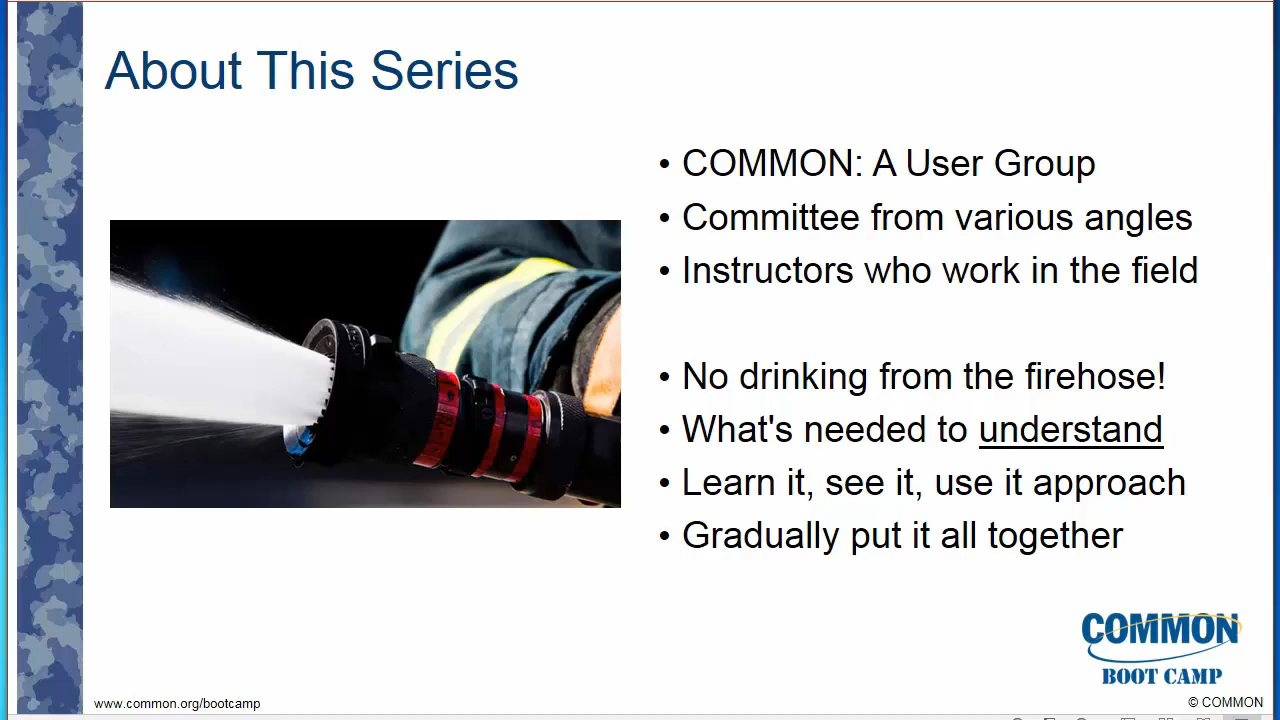 About This Series
• COMMON: A User Group
• Committee from various angles
• Instructors who work in the field
• No drinking from the firehose!
• What's needed to understand
• Learn it, see it, use it approach
• Gradually put it all together
COMMON
BOOT CAMP
www.common.org/bootcamp
© COMMON